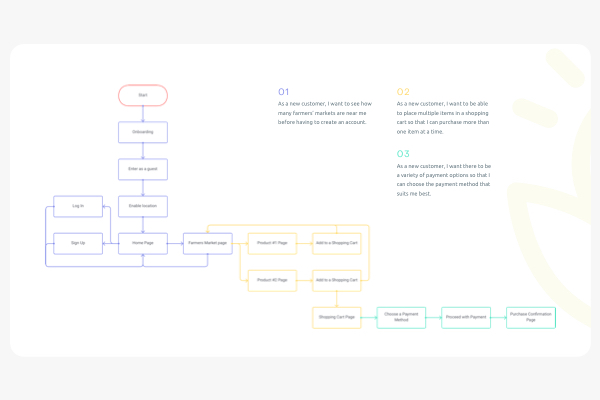 Start
Onboarding
Enter as a guest
Enable location
Log In
Sign Up
Home Page
Farmers Market page
Product #1 Page
Add to a Shopping Cart
Product #2 Page
Add to a Shopping Cart
Shopping Cart Page
Choose a Payment
Method
Proceed with Payment
Purchase Confirmation
Page
01
As a new customer, I want to see how
many farmers' markets are near me
before having to create an account.
02
As a new customer, I want to be able
to place multiple items in a shopping
cart so that I can purchase more than
one item at a time.
03
As a new customer, I want there to be
a variety of payment options so that I
can choose the payment method that
suits me best.